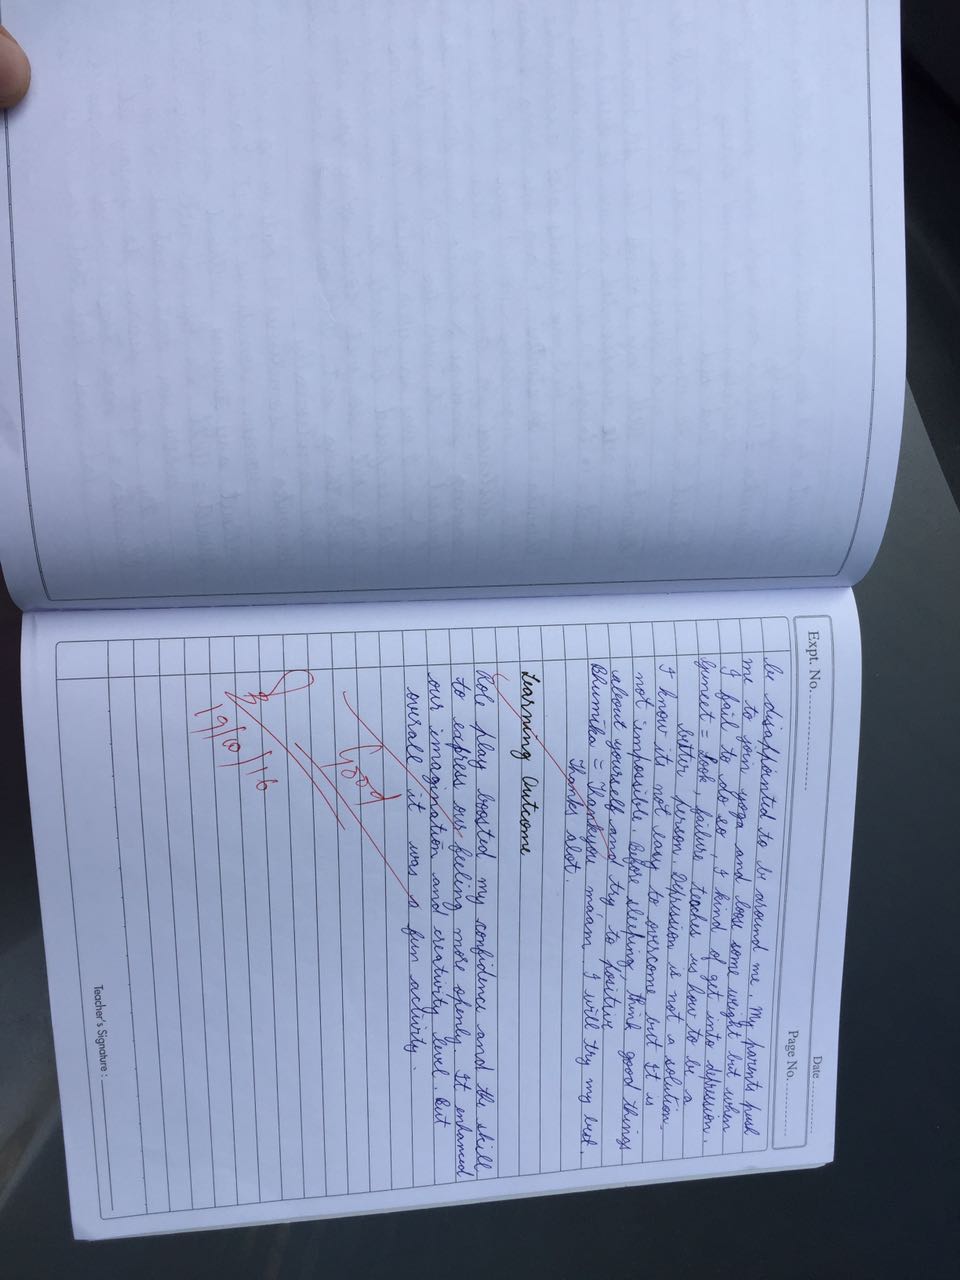 Expt. No.
Date
Page No.
be disappointed to be around me. My parents push
me to join yoga and loose some weight but when
I fail to do so, I kind of get into depression.
Guneet = Look, failure teaches us how to be a
better person. Depression is not a solution.
I know its not easy to overcome but It is
not impossible. Before sleeping, think good things
about yourself and try to positive
Bhumika = Thankyou ma'am. I will try my best.
Thanks alot.
Learning Outcome
Role play boosted my confidence and the skill
to express our feeling more openly. It enhanced
our imagination and creativity level. But
overall it was a fun activity.
Good
19/10/16
Teacher's Signature :